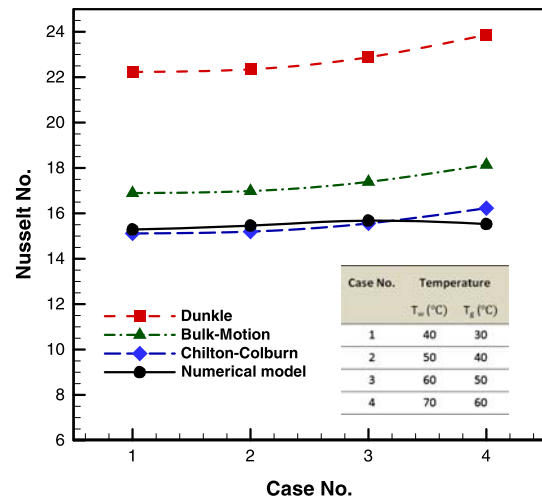 24
22
20
18
16
14
12
10
8
6
Nusselt No.
Dunkle
Bulk-Motion
Chilton-Colburn
Numerical model
Case No. Temperature
T_w (°C) T_g (°C)
1 40 30
2 50 40
3 60 50
4 70 60
1 2 3 4
Case No.